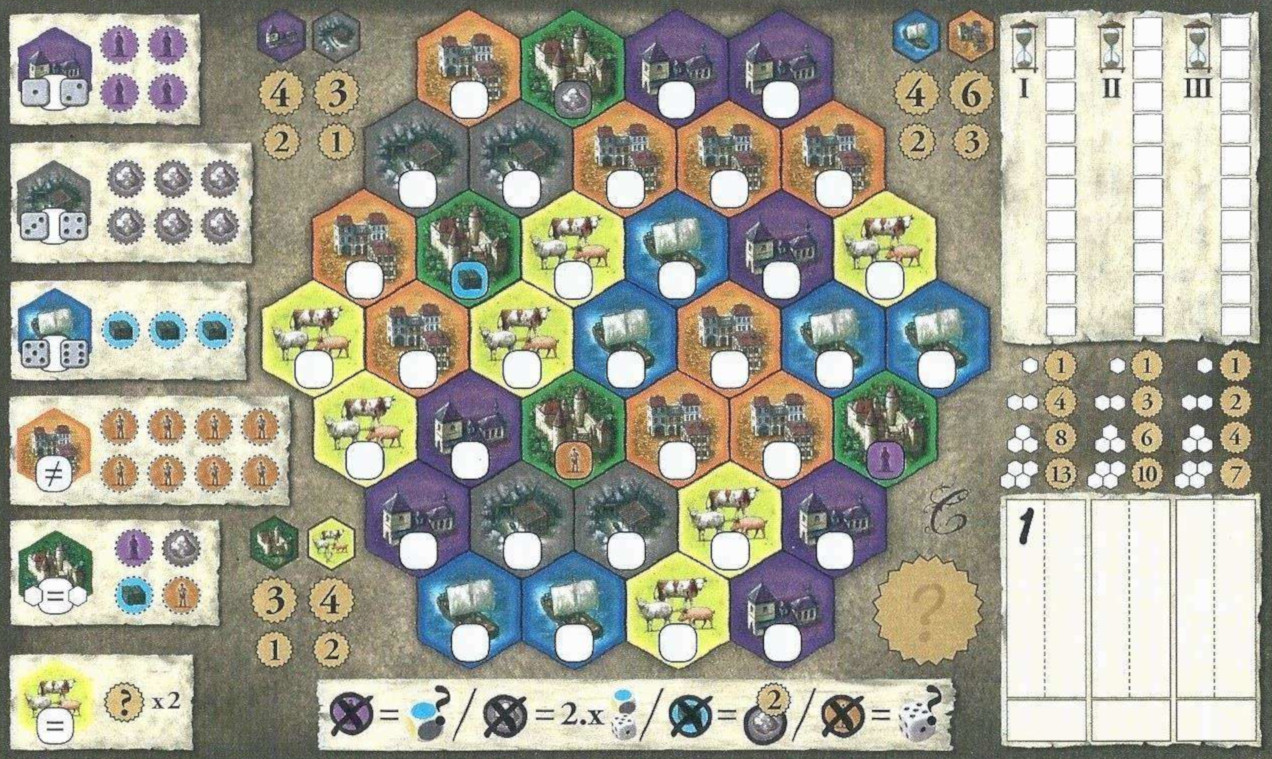 4 3
2 1
4 6
2 3
I II III
1 1 1
4 3 2
8 6 4
13 10 7
≠
=
3 4
1 2
C
?
1
= ? x2
= ? / = 2.x / = 2 / = ?